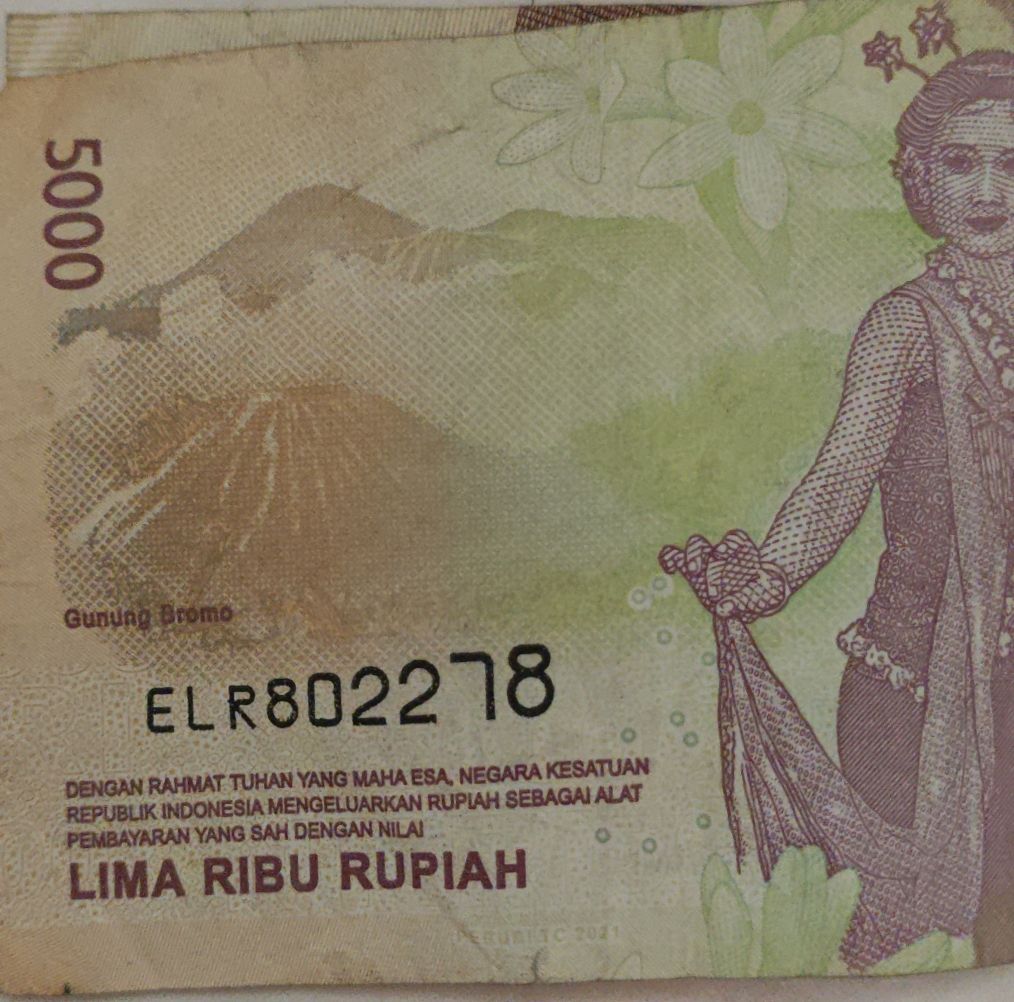 5000
Gunung Bromo
ELR802278
DENGAN RAHMAT TUHAN YANG MAHA ESA, NEGARA KESATUAN
REPUBLIK INDONESIA MENGELUARKAN RUPIAH SEBAGAI ALAT
PEMBAYARAN YANG SAH DENGAN NILAI
LIMA RIBU RUPIAH
2021